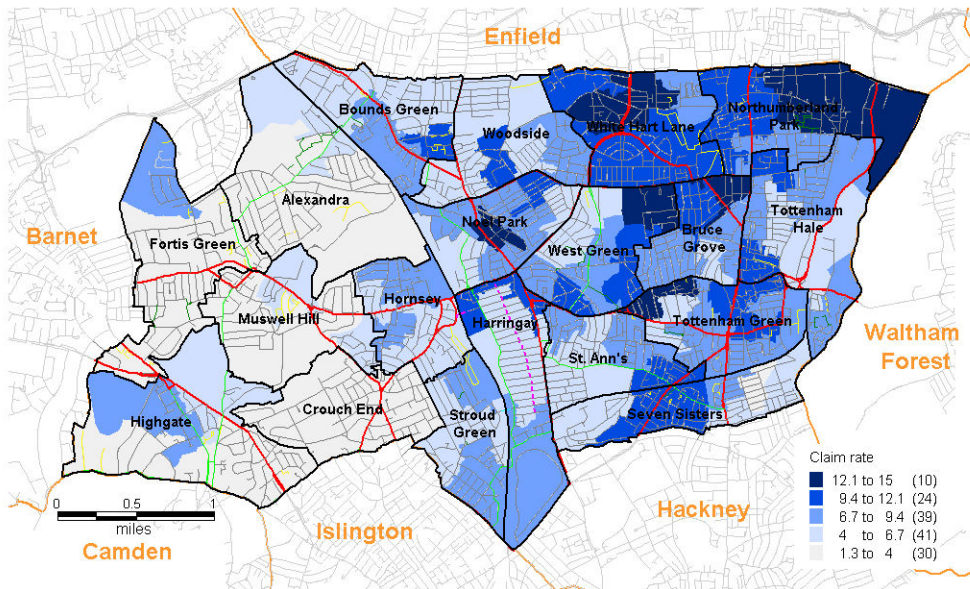 Enfield
Bounds Green
Woodside
White Hart Lane
Northumberland
Park
Alexandra
Noel Park
Tottenham
Hale
Barnet
Fortis Green
West Green
Bruce
Grove
Hornsey
Muswell Hill
Harringay
Tottenham Green
Waltham
Forest
St. Ann's
Crouch End
Stroud
Green
Seven Sisters
Highgate
Claim rate
12.1 to 15 (10)
9.4 to 12.1 (24)
6.7 to 9.4 (39)
4 to 6.7 (41)
1.3 to 4 (30)
0 0.5 1
miles
Hackney
Islington
Camden